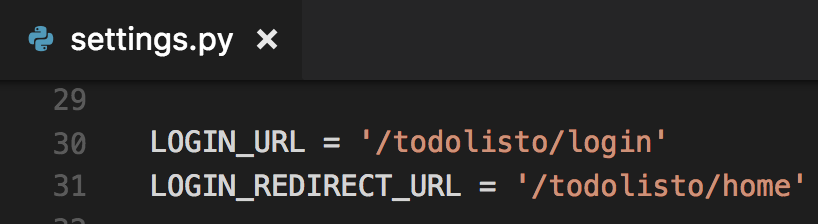 settings.py ×
29
30 LOGIN_URL = '/todolisto/login'
31 LOGIN_REDIRECT_URL = '/todolisto/home'